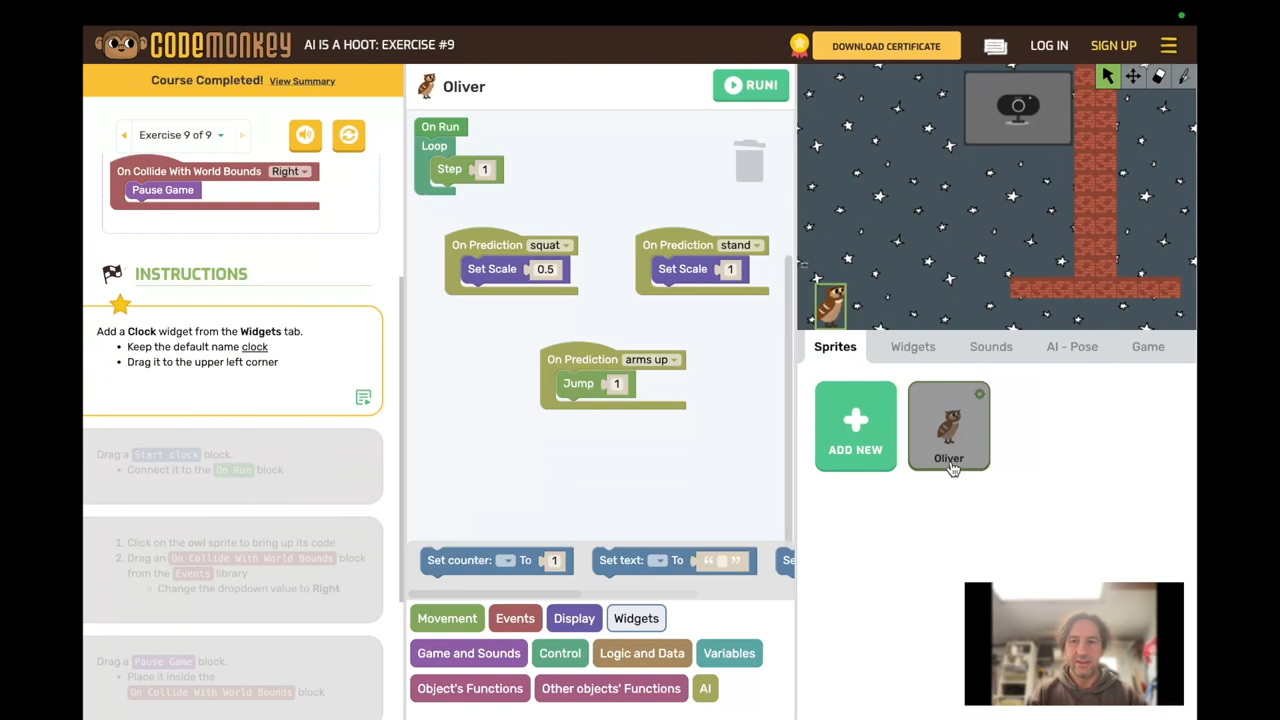 CODEMONKEY
AI IS A HOOT: EXERCISE #9
DOWNLOAD CERTIFICATE
LOG IN
SIGN UP
Course Completed! View Summary
Exercise 9 of 9
On Collide With World Bounds Right
Pause Game
INSTRUCTIONS
Add a Clock widget from the Widgets tab.
Keep the default name clock
Drag it to the upper left corner
Drag a Start clock block.
Connect it to the On Run block
1. Click on the owl sprite to bring up its code
2. Drag an On Collide With World Bounds block
from the Events library
Change the dropdown value to Right
Drag a Pause Game block.
Place it inside the
On Collide With World Bounds block
Oliver
RUN!
On Run
Loop
Step 1
On Prediction squat
Set Scale 0.5
On Prediction stand
Set Scale 1
On Prediction arms up
Jump 1
Set counter: To 1
Set text: To “ ”
Movement
Events
Display
Widgets
Game and Sounds
Control
Logic and Data
Variables
Object's Functions
Other objects' Functions
AI
Sprites
Widgets
Sounds
AI - Pose
Game
ADD NEW
Oliver